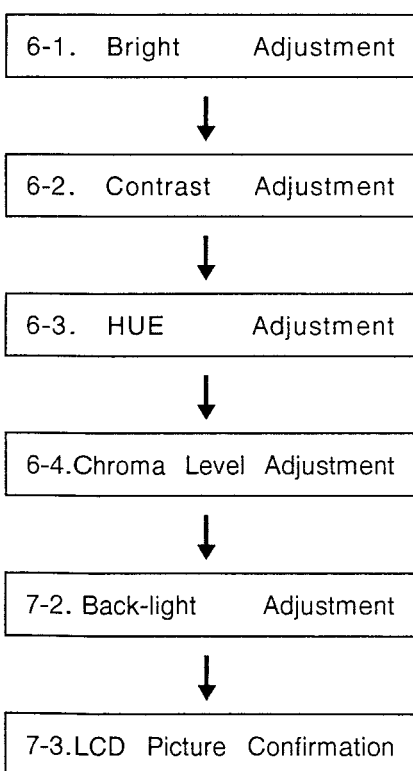 6-1. Bright Adjustment
6-2. Contrast Adjustment
6-3. HUE Adjustment
6-4.Chroma Level Adjustment
7-2. Back-light Adjustment
7-3.LCD Picture Confirmation